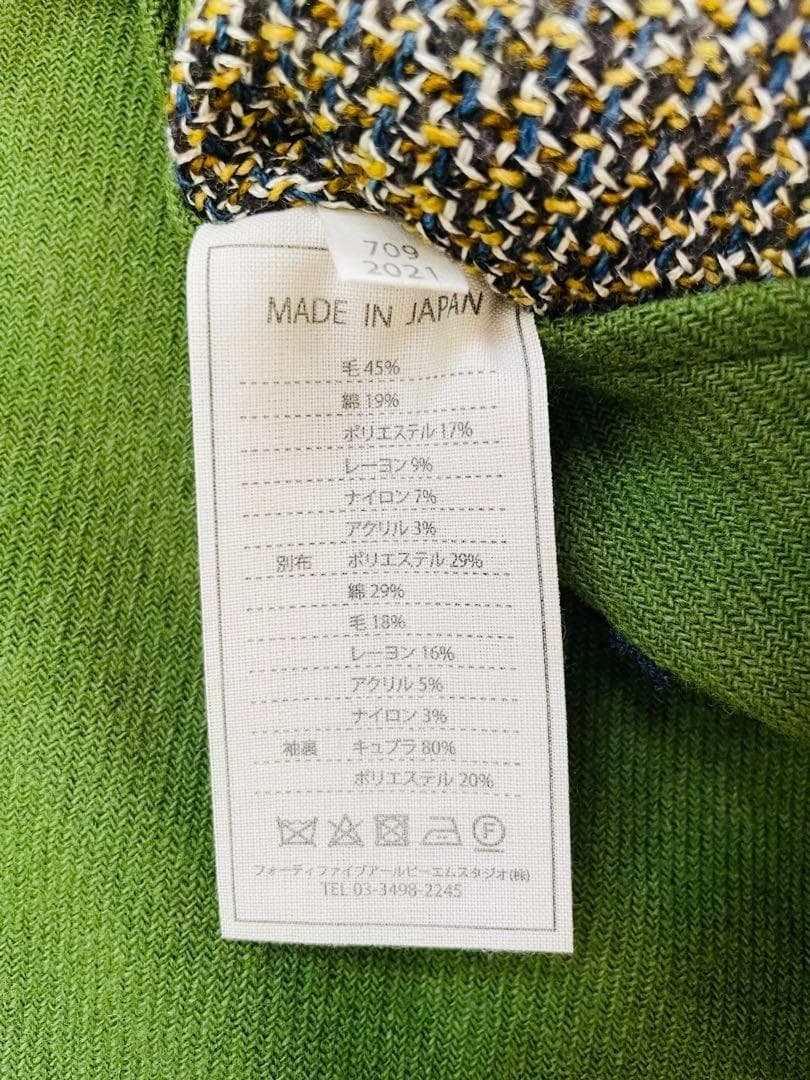 709
2021
MADE IN JAPAN
毛 45%
綿 19%
ポリエステル 17%
レーヨン 9%
ナイロン 7%
アクリル 3%
別布 ポリエステル 29%
綿 29%
毛 18%
レーヨン 16%
アクリル 5%
ナイロン 3%
袖裏 キュプラ 80%
ポリエステル 20%
F
フォーティファイブアールピーエムスタジオ(株)
TEL 03-3498-2245